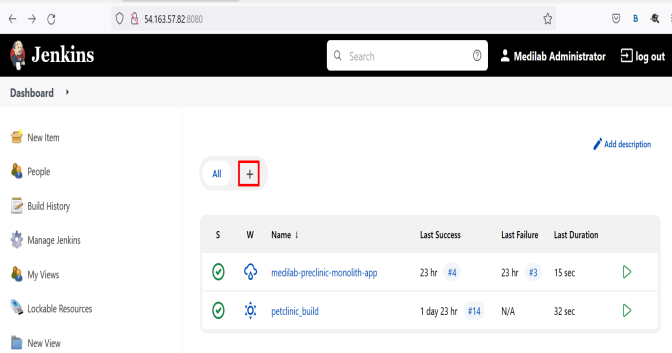 54.163.57.82:8080
B
Jenkins
Search
Medilab Administrator
log out
Dashboard
New Item
People
Build History
Manage Jenkins
My Views
Lockable Resources
New View
Add description
All +
S W Name ↓ Last Success Last Failure Last Duration
medilab-preclinic-monolith-app 23 hr #4 23 hr #3 15 sec
petclinic_build 1 day 23 hr #14 N/A 32 sec